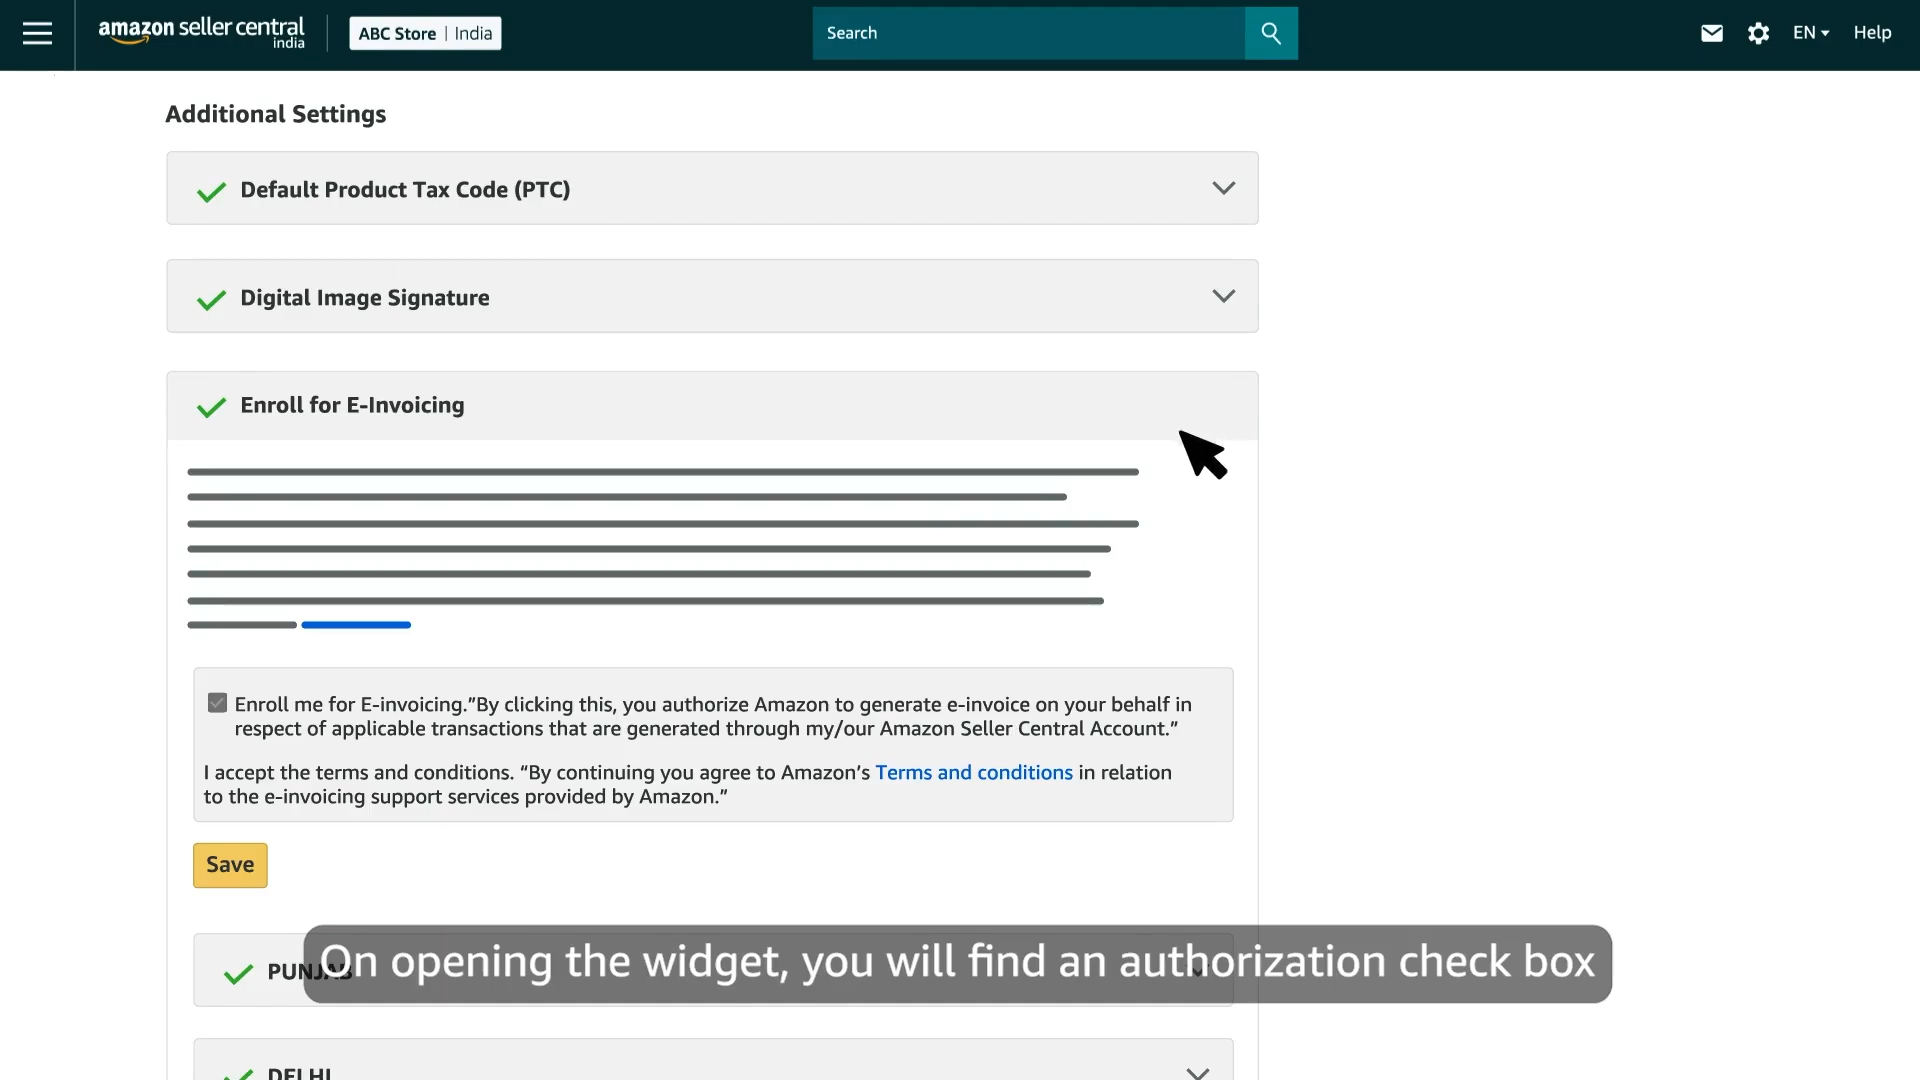 amazon seller central
india
ABC Store | India
Search
EN
Help
Additional Settings
Default Product Tax Code (PTC)
Digital Image Signature
Enroll for E-Invoicing
Enroll me for E-invoicing.”By clicking this, you authorize Amazon to generate e-invoice on your behalf in
respect of applicable transactions that are generated through my/our Amazon Seller Central Account.”
I accept the terms and conditions. “By continuing you agree to Amazon’s Terms and conditions in relation
to the e-invoicing support services provided by Amazon.”
Save
PUNJAB
On opening the widget, you will find an authorization check box
DELHI